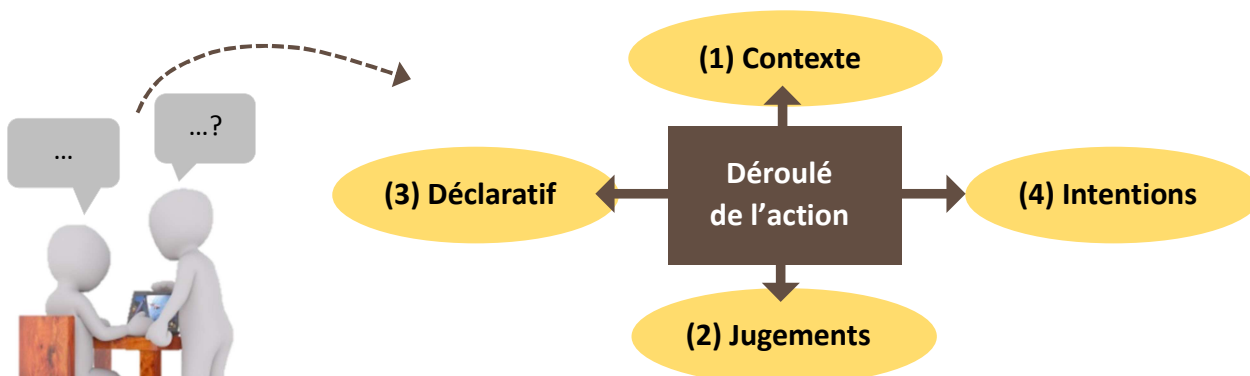 (1) Contexte
...?
...
Déroulé
de l’action
(3) Déclaratif
(4) Intentions
(2) Jugements